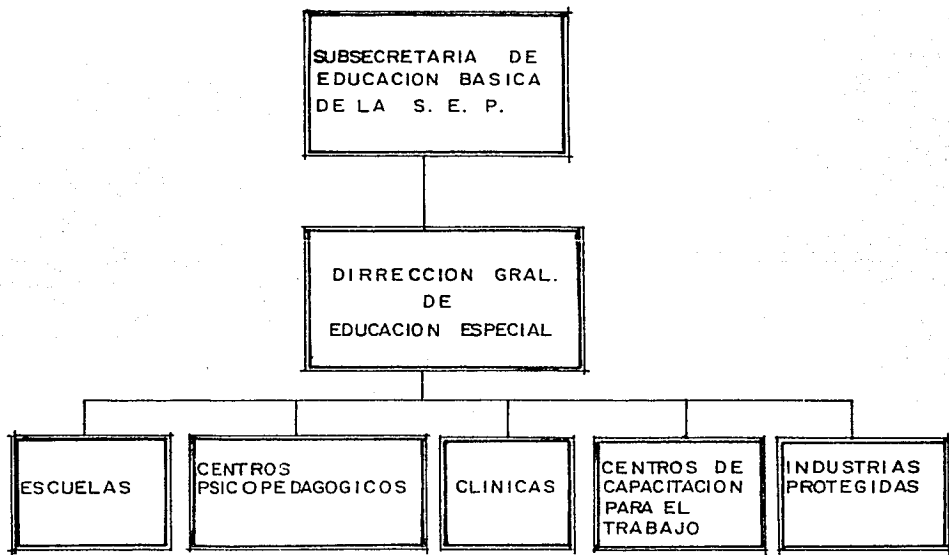 SUBSECRETARIA DE
EDUCACION BASICA
DE LA S. E. P.
DIRRECCION GRAL.
DE
EDUCACION ESPECIAL
ESCUELAS
CENTROS
PSICOPEDAGOGICOS
CLINICAS
CENTROS DE
CAPACITACION
PARA EL
TRABAJO
INDUSTRIAS
PROTEGIDAS